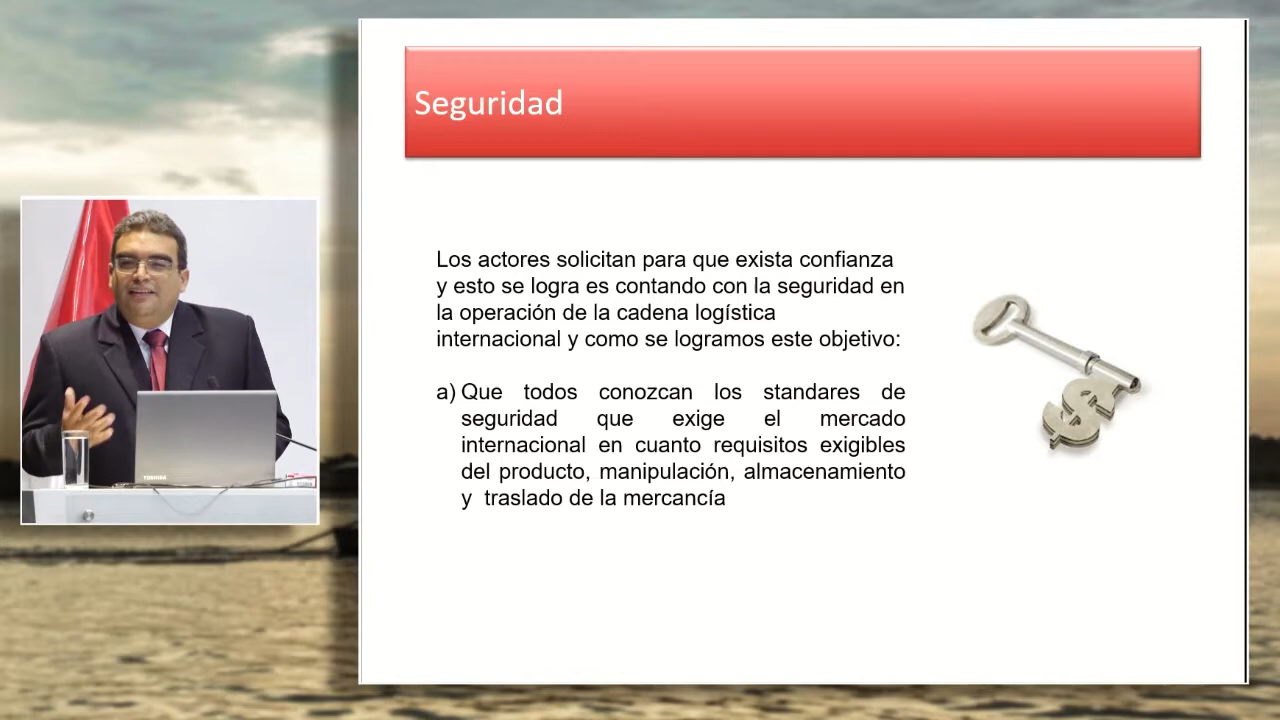 Seguridad
Los actores solicitan para que exista confianza
y esto se logra es contando con la seguridad en
la operación de la cadena logística
internacional y como se logramos este objetivo:
a) Que todos conozcan los standares de
seguridad que exige el mercado
internacional en cuanto requisitos exigibles
del producto, manipulación, almacenamiento
y traslado de la mercancía
TOSHIBA